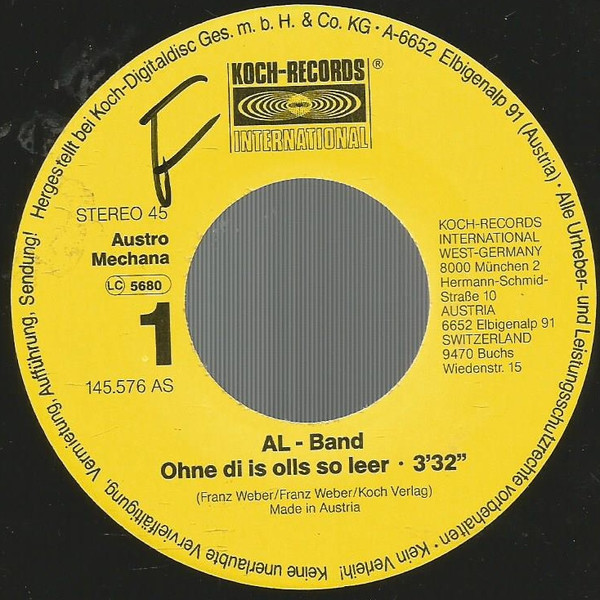 Hergestellt bei Koch-Digitaldisc Ges. m. b. H. & Co. KG · A-6652 Elbigenalp 91 (Austria) · Alle Urheber- und Leistungsschutzrechte vorbehalten · Kein Verleih! Keine unerlaubte Vervielfältigung, Vermietung, Aufführung, Sendung!
KOCH-RECORDS ®
INTERNATIONAL
F
STEREO 45
Austro
Mechana
LC 5680
1
145.576 AS
KOCH-RECORDS
INTERNATIONAL
WEST-GERMANY
8000 München 2
Hermann-Schmid-
Straße 10
AUSTRIA
6652 Elbigenalp 91
SWITZERLAND
9470 Buchs
Wiedenstr. 15
AL - Band
Ohne di is olls so leer · 3'32”
(Franz Weber/Franz Weber/Koch Verlag)
Made in Austria